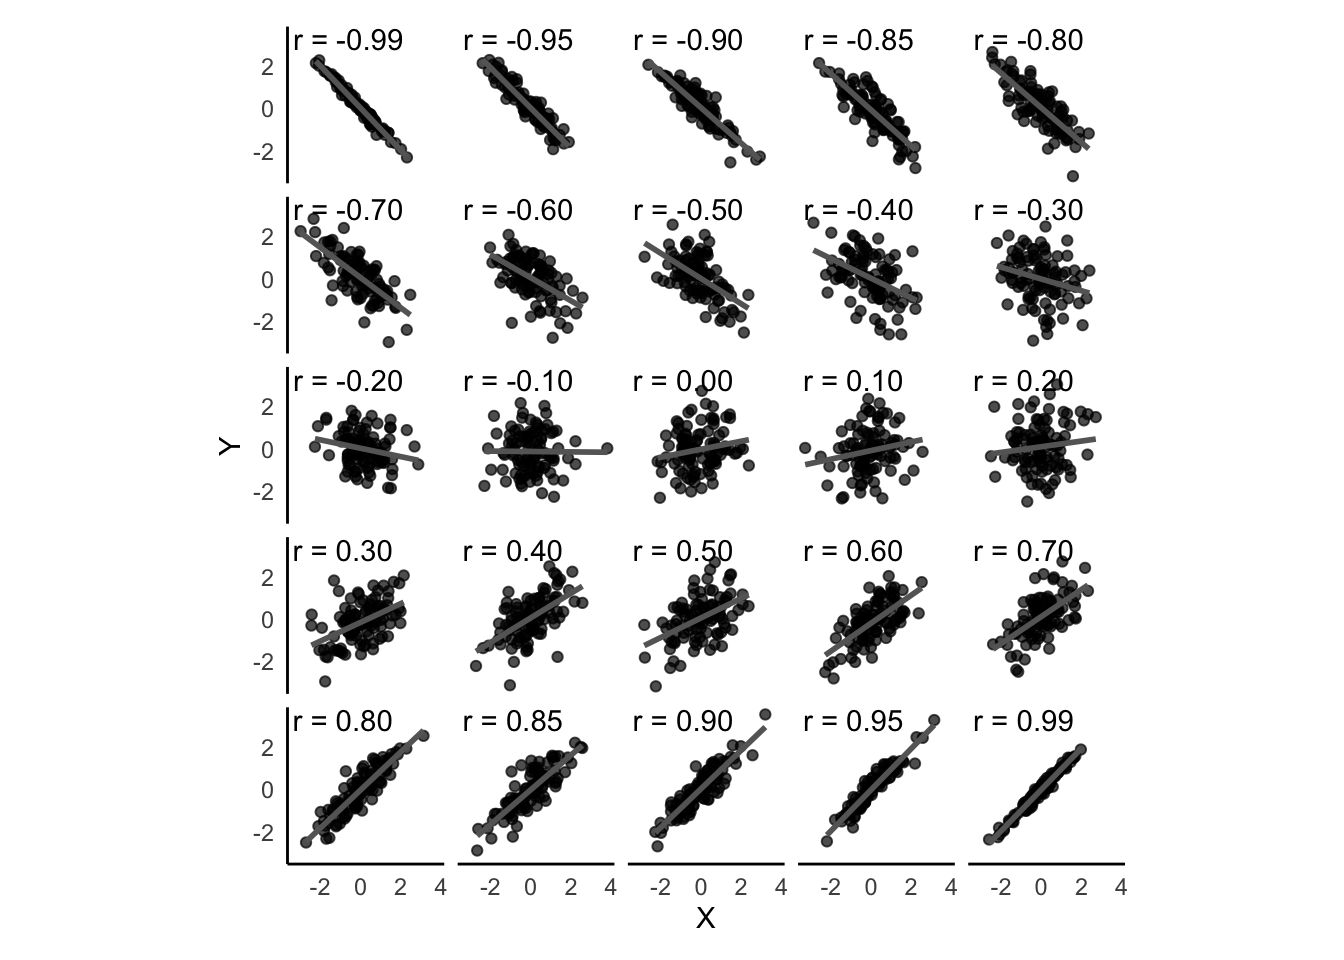 r = -0.99 r = -0.95 r = -0.90 r = -0.85 r = -0.80
2
0
-2
r = -0.70 r = -0.60 r = -0.50 r = -0.40 r = -0.30
2
0
-2
r = -0.20 r = -0.10 r = 0.00 r = 0.10 r = 0.20
2
0
-2
Y
r = 0.30 r = 0.40 r = 0.50 r = 0.60 r = 0.70
2
0
-2
r = 0.80 r = 0.85 r = 0.90 r = 0.95 r = 0.99
2
0
-2
-2 0 2 4 -2 0 2 4 -2 0 2 4 -2 0 2 4 -2 0 2 4
X